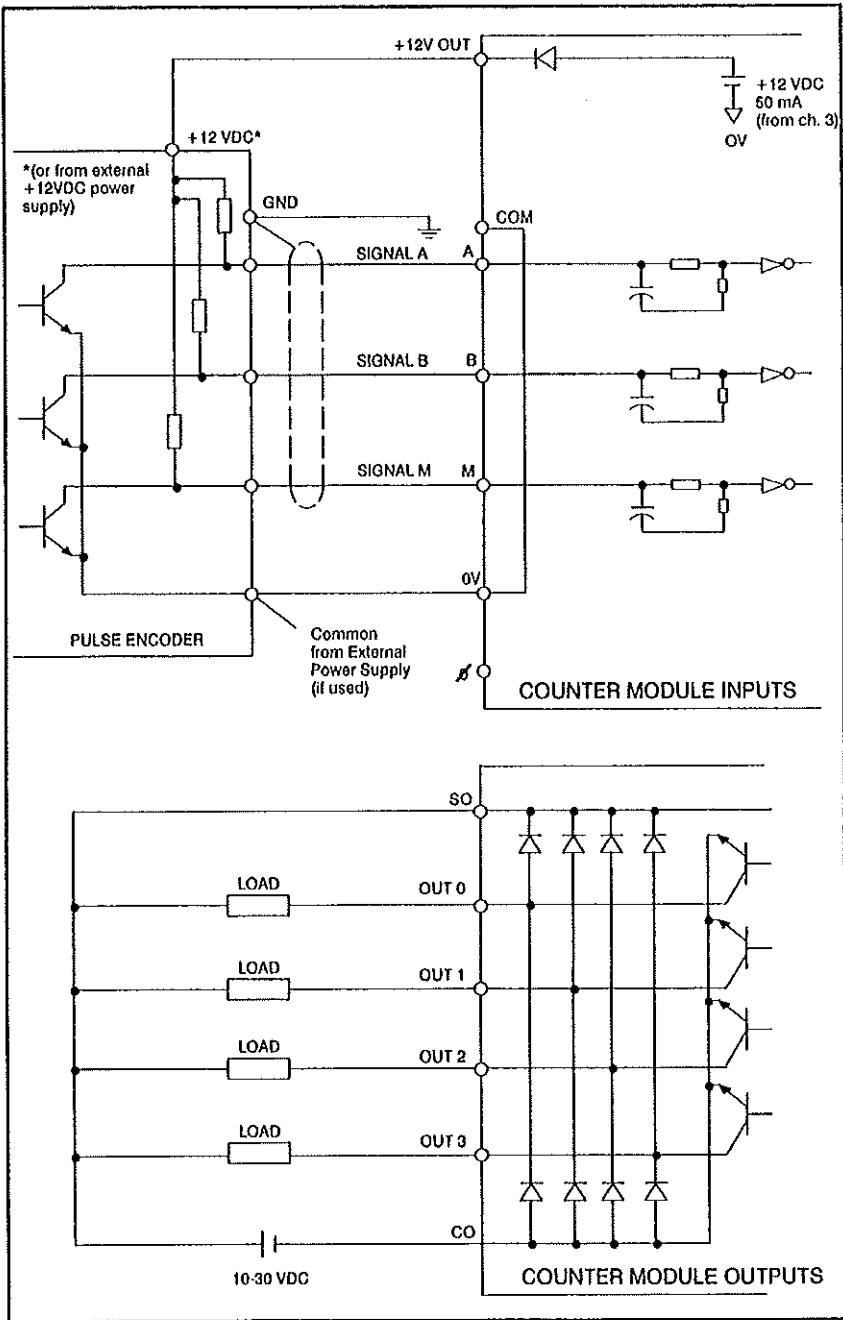 +12V OUT
+12 VDC
50 mA
(from ch. 3)
OV
+12 VDC*
*(or from external
+12VDC power
supply)
GND
COM
SIGNAL A
A
SIGNAL B
B
SIGNAL M
M
0V
PULSE ENCODER
Common
from External
Power Supply
(if used)
Ø
COUNTER MODULE INPUTS
SO
LOAD
OUT 0
LOAD
OUT 1
LOAD
OUT 2
LOAD
OUT 3
CO
10-30 VDC
COUNTER MODULE OUTPUTS